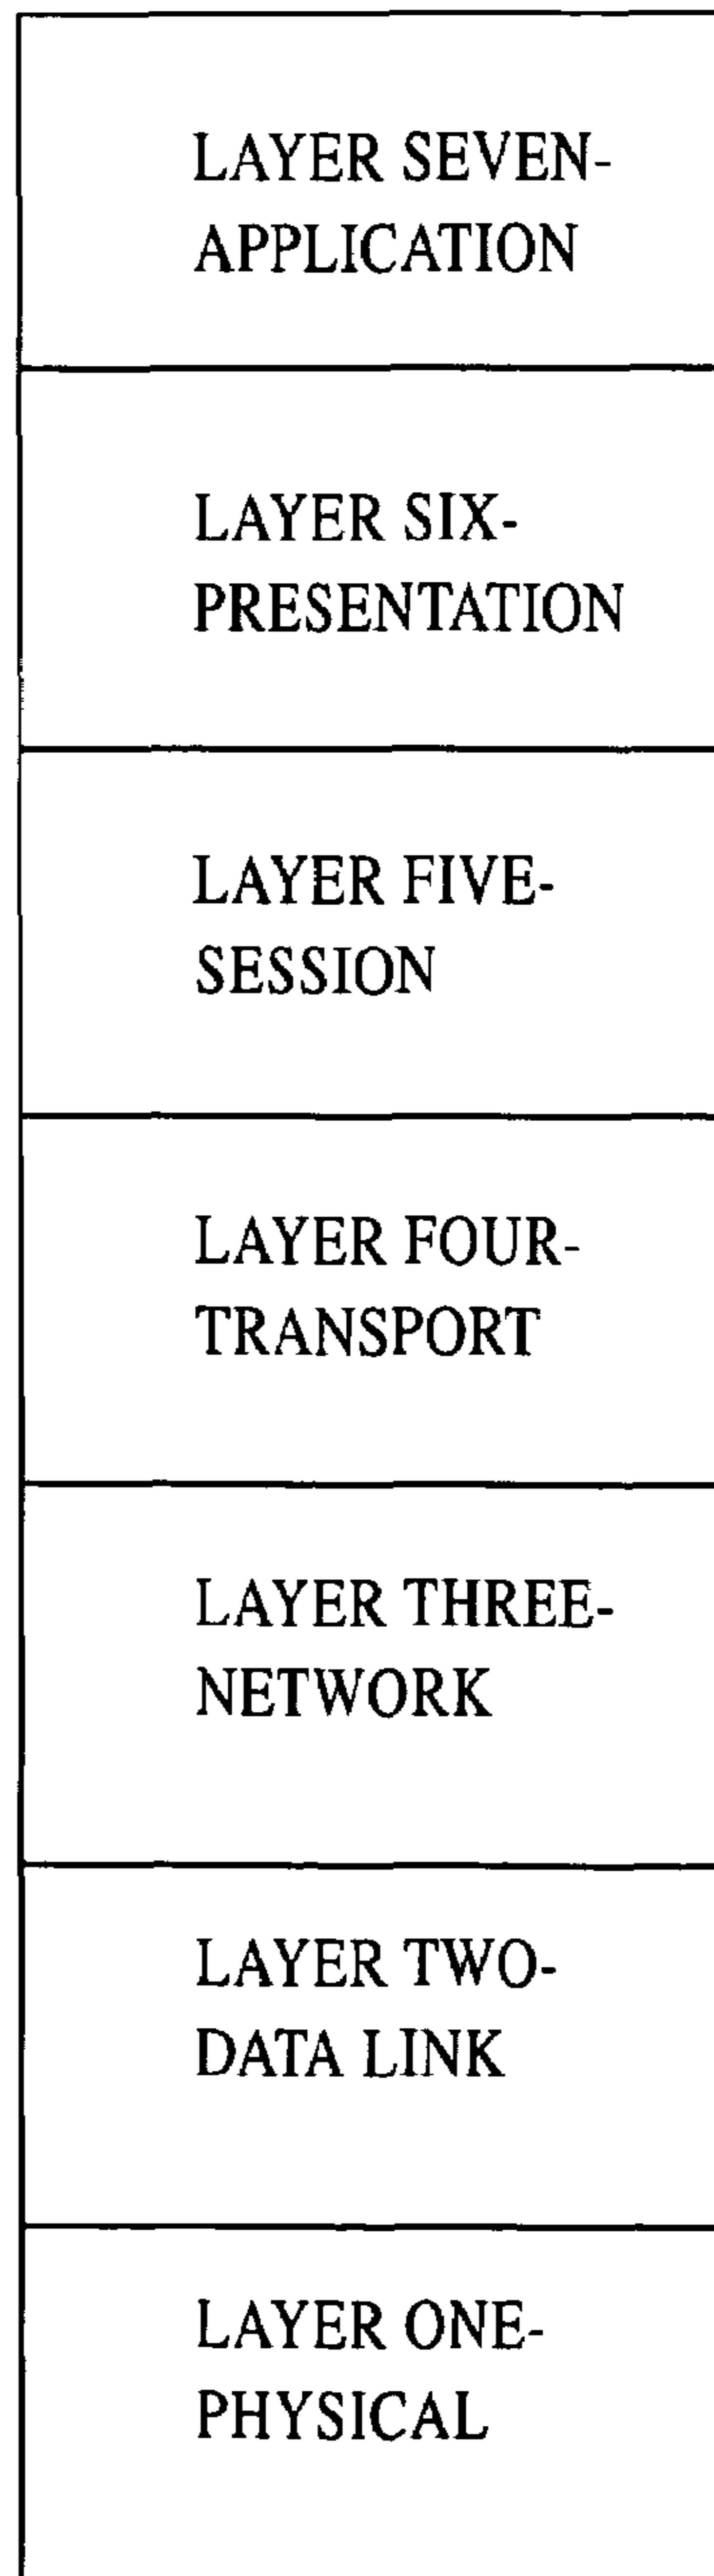 LAYER SEVEN-
APPLICATION
LAYER SIX-
PRESENTATION
LAYER FIVE-
SESSION
LAYER FOUR-
TRANSPORT
LAYER THREE-
NETWORK
LAYER TWO-
DATA LINK
LAYER ONE-
PHYSICAL